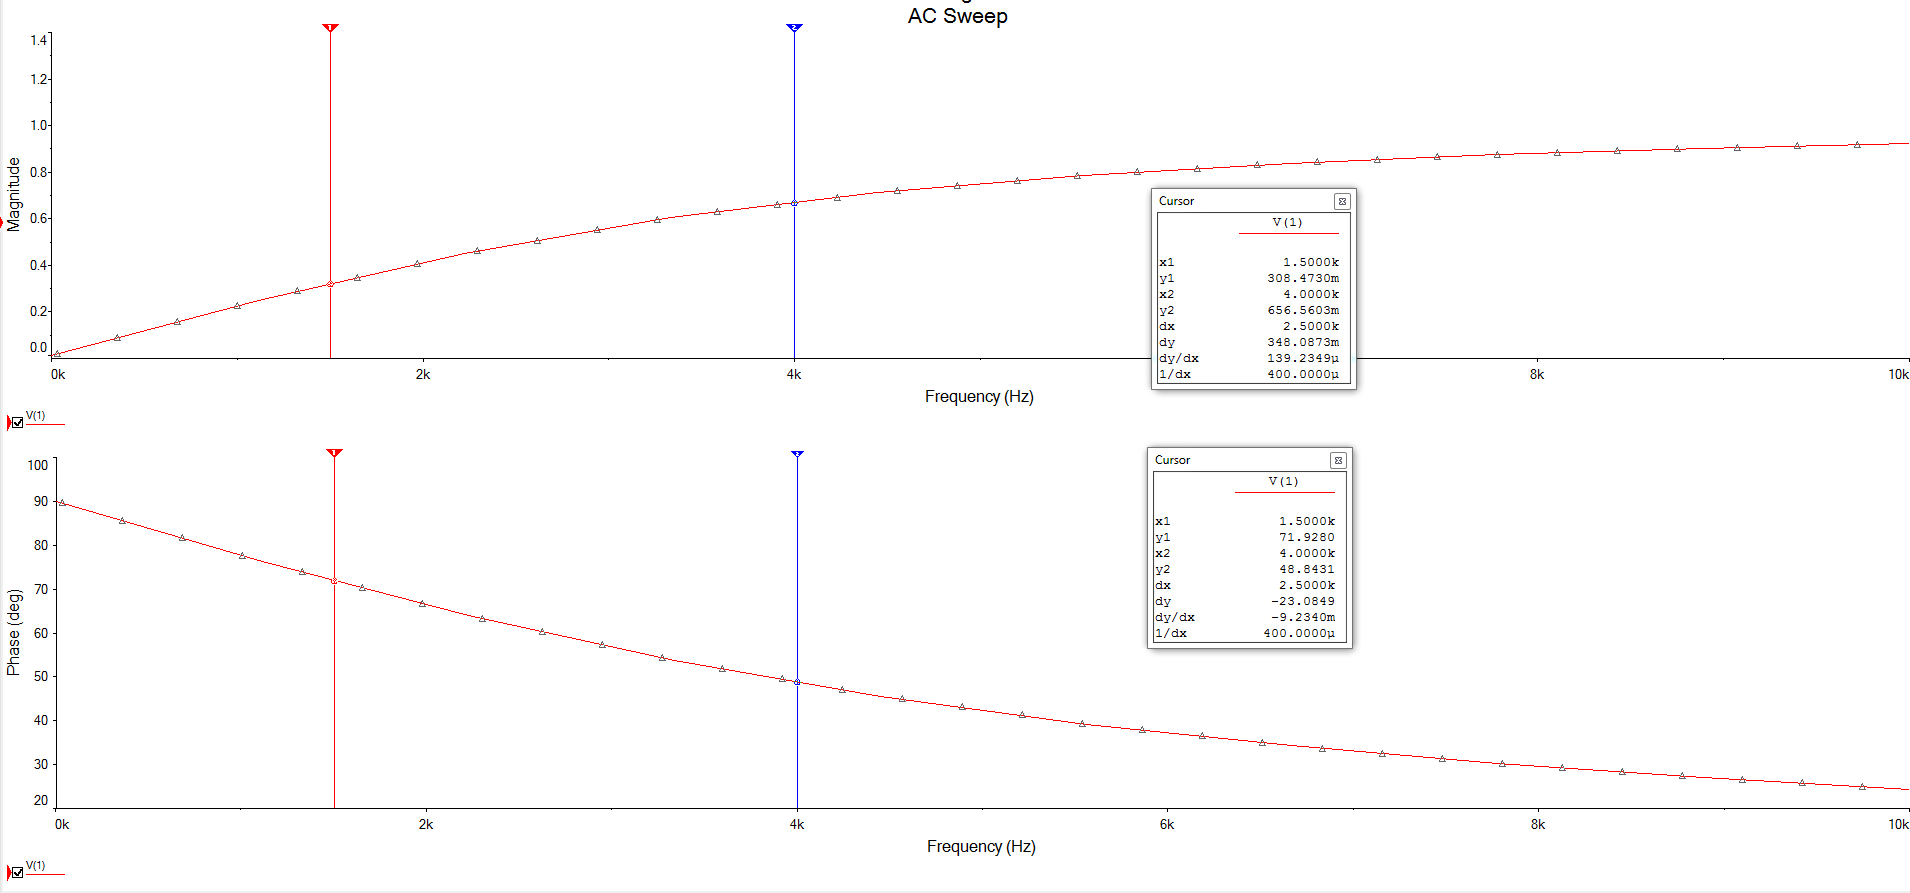 AC Sweep
1
2
1.4
1.2
1.0
0.8
0.6
0.4
0.2
0.0
Magnitude
0k
2k
4k
8k
10k
Frequency (Hz)
Cursor
V(1)
x1 1.5000k
y1 308.4730m
x2 4.0000k
y2 656.5603m
dx 2.5000k
dy 348.0873m
dy/dx 139.2349µ
1/dx 400.0000µ
V(1)
1
100
90
80
70
60
50
40
30
20
Phase (deg)
0k
2k
4k
6k
8k
10k
Frequency (Hz)
Cursor
V(1)
x1 1.5000k
y1 71.9280
x2 4.0000k
y2 48.8431
dx 2.5000k
dy -23.0849
dy/dx -9.2340m
1/dx 400.0000µ
V(1)